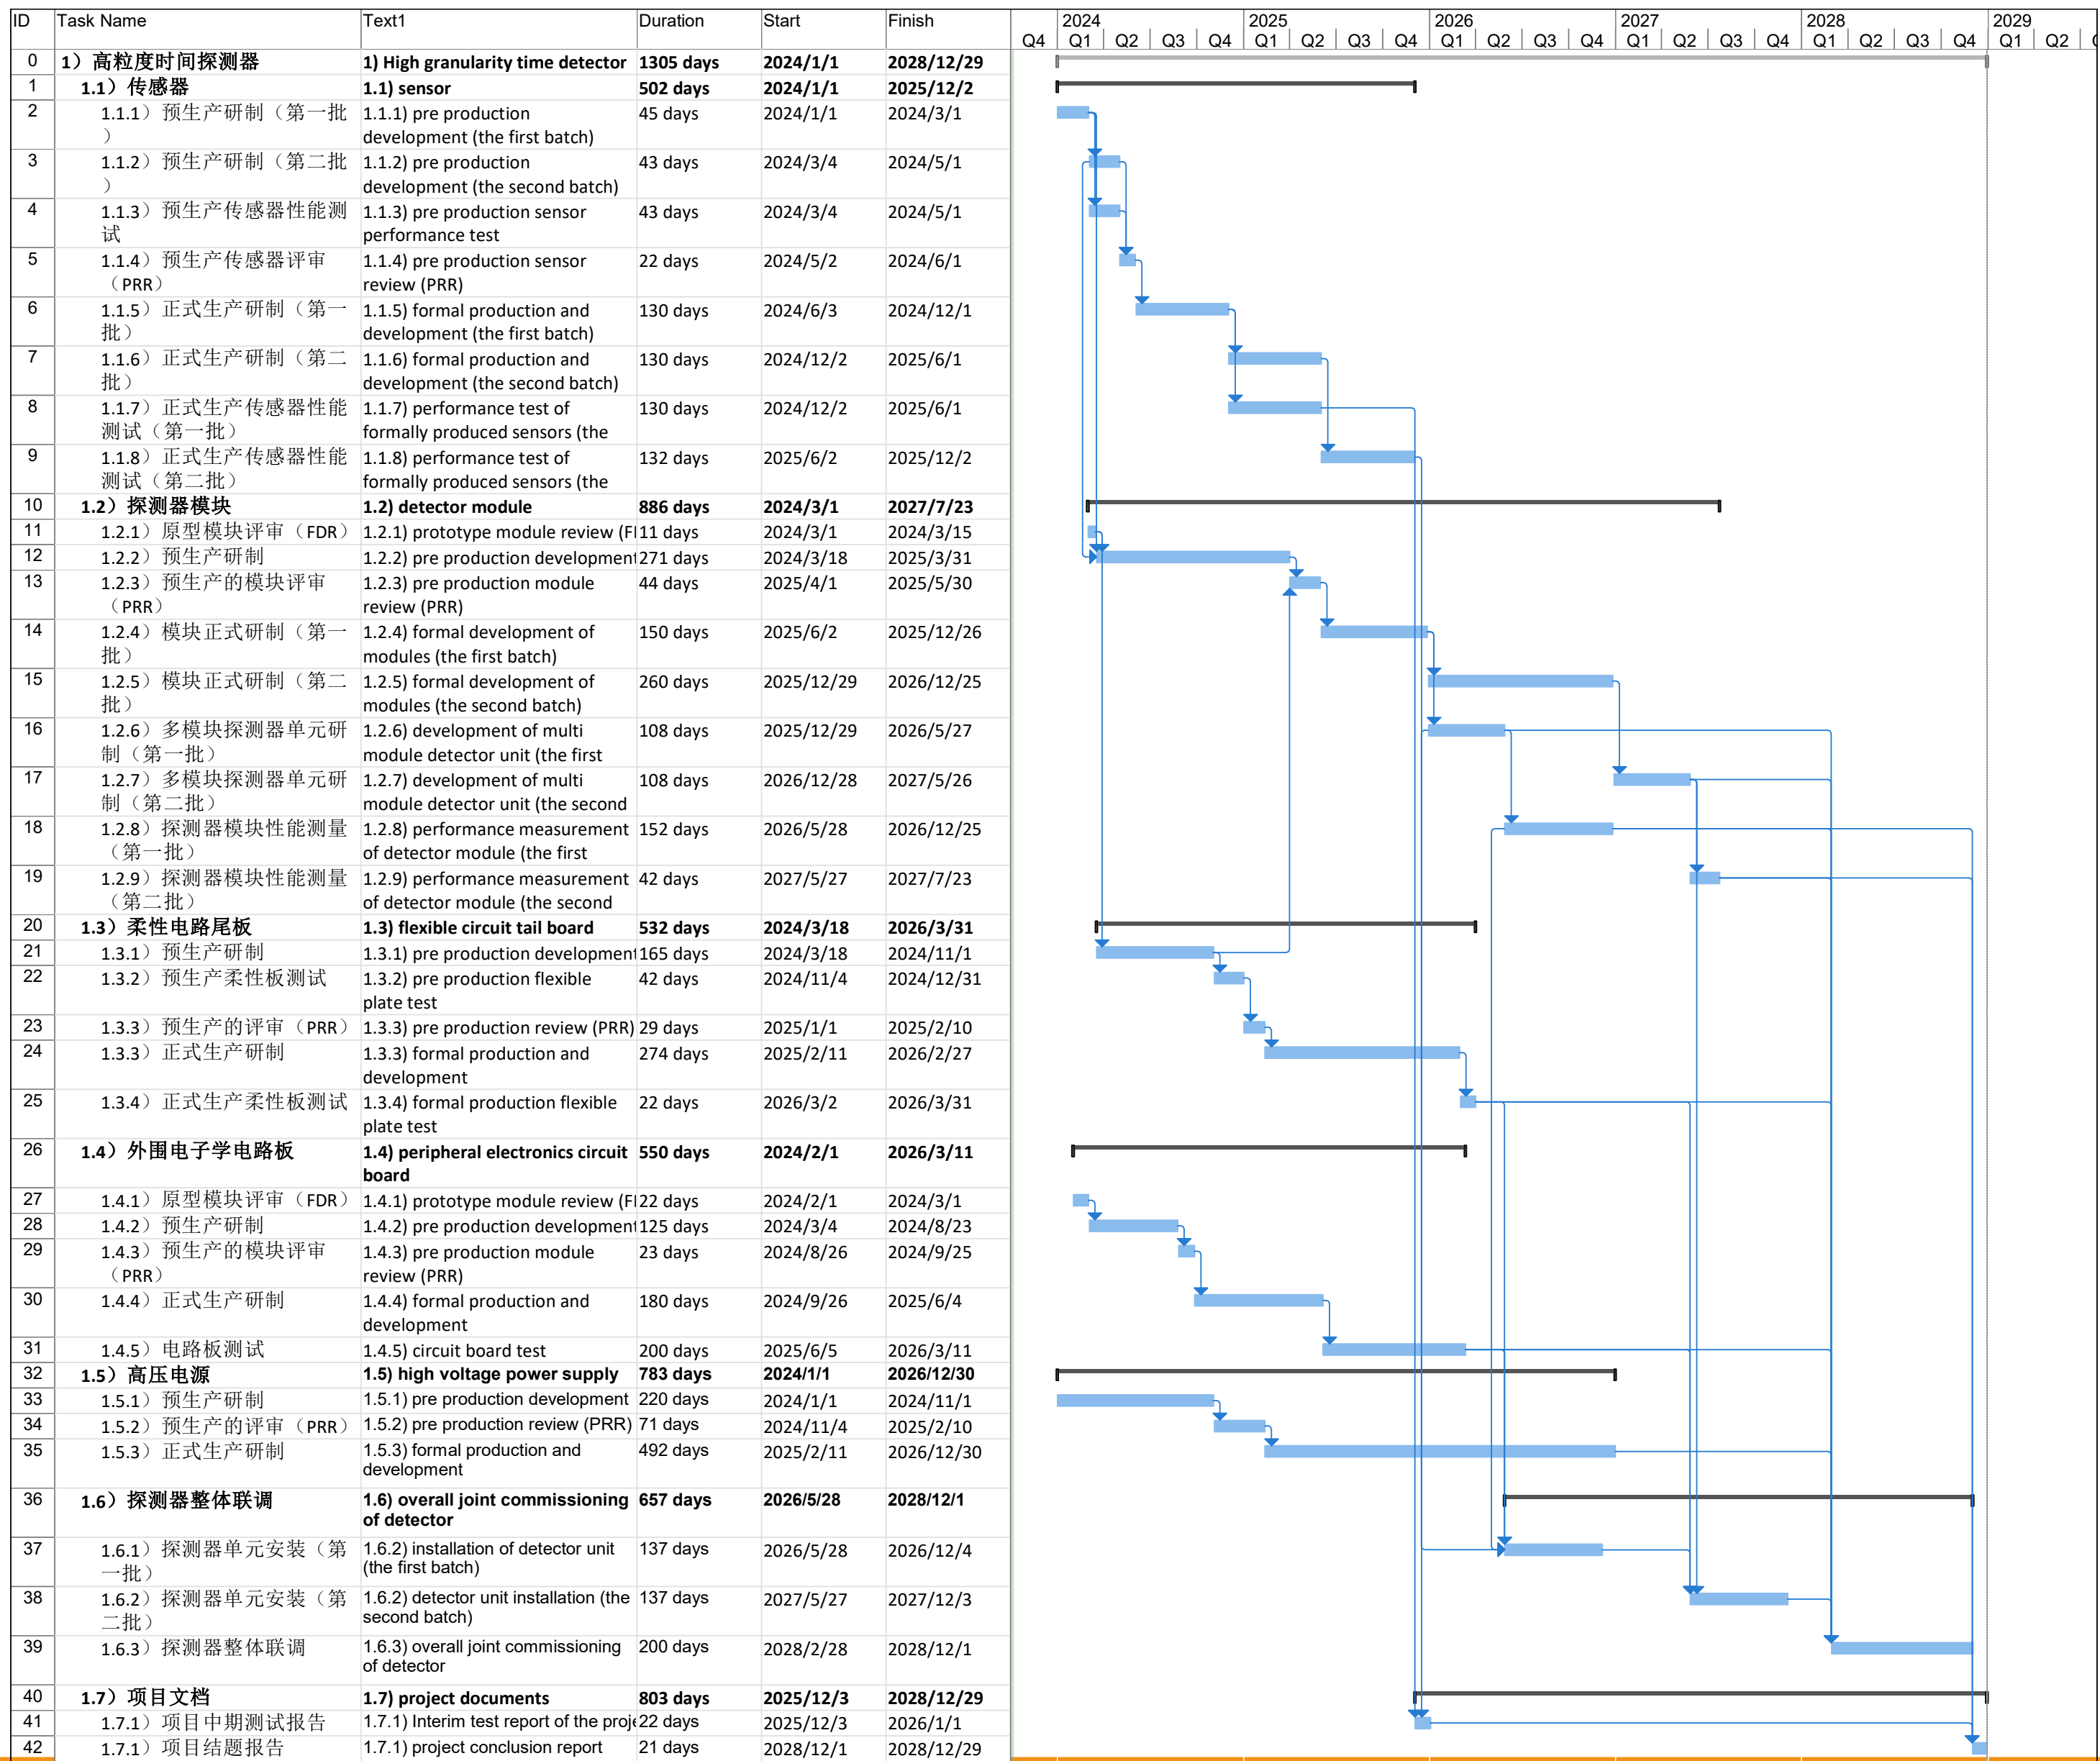 ID Task Name Text1 Duration Start Finish 2024 2025 2026 2027 2028 2029
Q4 Q1 Q2 Q3 Q4 Q1 Q2 Q3 Q4 Q1 Q2 Q3 Q4 Q1 Q2 Q3 Q4 Q1 Q2 Q3 Q4 Q1 Q2
0 1）高粒度时间探测器 1) High granularity time detector 1305 days 2024/1/1 2028/12/29
1 1.1）传感器 1.1) sensor 502 days 2024/1/1 2025/12/2
2 1.1.1）预生产研制（第一批 1.1.1) pre production 45 days 2024/1/1 2024/3/1
） development (the first batch)
3 1.1.2）预生产研制（第二批 1.1.2) pre production 43 days 2024/3/4 2024/5/1
） development (the second batch)
4 1.1.3）预生产传感器性能测 1.1.3) pre production sensor 43 days 2024/3/4 2024/5/1
试 performance test
5 1.1.4）预生产传感器评审 1.1.4) pre production sensor 22 days 2024/5/2 2024/6/1
（PRR） review (PRR)
6 1.1.5）正式生产研制（第一 1.1.5) formal production and 130 days 2024/6/3 2024/12/1
批） development (the first batch)
7 1.1.6）正式生产研制（第二 1.1.6) formal production and 130 days 2024/12/2 2025/6/1
批） development (the second batch)
8 1.1.7）正式生产传感器性能 1.1.7) performance test of 130 days 2024/12/2 2025/6/1
测试（第一批） formally produced sensors (the
9 1.1.8）正式生产传感器性能 1.1.8) performance test of 132 days 2025/6/2 2025/12/2
测试（第二批） formally produced sensors (the
10 1.2）探测器模块 1.2) detector module 886 days 2024/3/1 2027/7/23
11 1.2.1）原型模块评审（FDR） 1.2.1) prototype module review (F 11 days 2024/3/1 2024/3/15
12 1.2.2）预生产研制 1.2.2) pre production development 271 days 2024/3/18 2025/3/31
13 1.2.3）预生产的模块评审 1.2.3) pre production module 44 days 2025/4/1 2025/5/30
（PRR） review (PRR)
14 1.2.4）模块正式研制（第一 1.2.4) formal development of 150 days 2025/6/2 2025/12/26
批） modules (the first batch)
15 1.2.5）模块正式研制（第二 1.2.5) formal development of 260 days 2025/12/29 2026/12/25
批） modules (the second batch)
16 1.2.6）多模块探测器单元研 1.2.6) development of multi 108 days 2025/12/29 2026/5/27
制（第一批） module detector unit (the first
17 1.2.7）多模块探测器单元研 1.2.7) development of multi 108 days 2026/12/28 2027/5/26
制（第二批） module detector unit (the second
18 1.2.8）探测器模块性能测量 1.2.8) performance measurement 152 days 2026/5/28 2026/12/25
（第一批） of detector module (the first
19 1.2.9）探测器模块性能测量 1.2.9) performance measurement 42 days 2027/5/27 2027/7/23
（第二批） of detector module (the second
20 1.3）柔性电路尾板 1.3) flexible circuit tail board 532 days 2024/3/18 2026/3/31
21 1.3.1）预生产研制 1.3.1) pre production development 165 days 2024/3/18 2024/11/1
22 1.3.2）预生产柔性板测试 1.3.2) pre production flexible 42 days 2024/11/4 2024/12/31
plate test
23 1.3.3）预生产的评审（PRR） 1.3.3) pre production review (PRR) 29 days 2025/1/1 2025/2/10
24 1.3.3）正式生产研制 1.3.3) formal production and 274 days 2025/2/11 2026/2/27
development
25 1.3.4）正式生产柔性板测试 1.3.4) formal production flexible 22 days 2026/3/2 2026/3/31
plate test
26 1.4）外围电子学电路板 1.4) peripheral electronics circuit 550 days 2024/2/1 2026/3/11
board
27 1.4.1）原型模块评审（FDR） 1.4.1) prototype module review (F 22 days 2024/2/1 2024/3/1
28 1.4.2）预生产研制 1.4.2) pre production development 125 days 2024/3/4 2024/8/23
29 1.4.3）预生产的模块评审 1.4.3) pre production module 23 days 2024/8/26 2024/9/25
（PRR） review (PRR)
30 1.4.4）正式生产研制 1.4.4) formal production and 180 days 2024/9/26 2025/6/4
development
31 1.4.5）电路板测试 1.4.5) circuit board test 200 days 2025/6/5 2026/3/11
32 1.5）高压电源 1.5) high voltage power supply 783 days 2024/1/1 2026/12/30
33 1.5.1）预生产研制 1.5.1) pre production development 220 days 2024/1/1 2024/11/1
34 1.5.2）预生产的评审（PRR） 1.5.2) pre production review (PRR) 71 days 2024/11/4 2025/2/10
35 1.5.3）正式生产研制 1.5.3) formal production and 492 days 2025/2/11 2026/12/30
development
36 1.6）探测器整体联调 1.6) overall joint commissioning 657 days 2026/5/28 2028/12/1
of detector
37 1.6.1）探测器单元安装（第 1.6.2) installation of detector unit 137 days 2026/5/28 2026/12/4
一批） (the first batch)
38 1.6.2）探测器单元安装（第 1.6.2) detector unit installation (the 137 days 2027/5/27 2027/12/3
二批） second batch)
39 1.6.3）探测器整体联调 1.6.3) overall joint commissioning 200 days 2028/2/28 2028/12/1
of detector
40 1.7）项目文档 1.7) project documents 803 days 2025/12/3 2028/12/29
41 1.7.1）项目中期测试报告 1.7.1) Interim test report of the proje 22 days 2025/12/3 2026/1/1
42 1.7.1）项目结题报告 1.7.1) project conclusion report 21 days 2028/12/1 2028/12/29